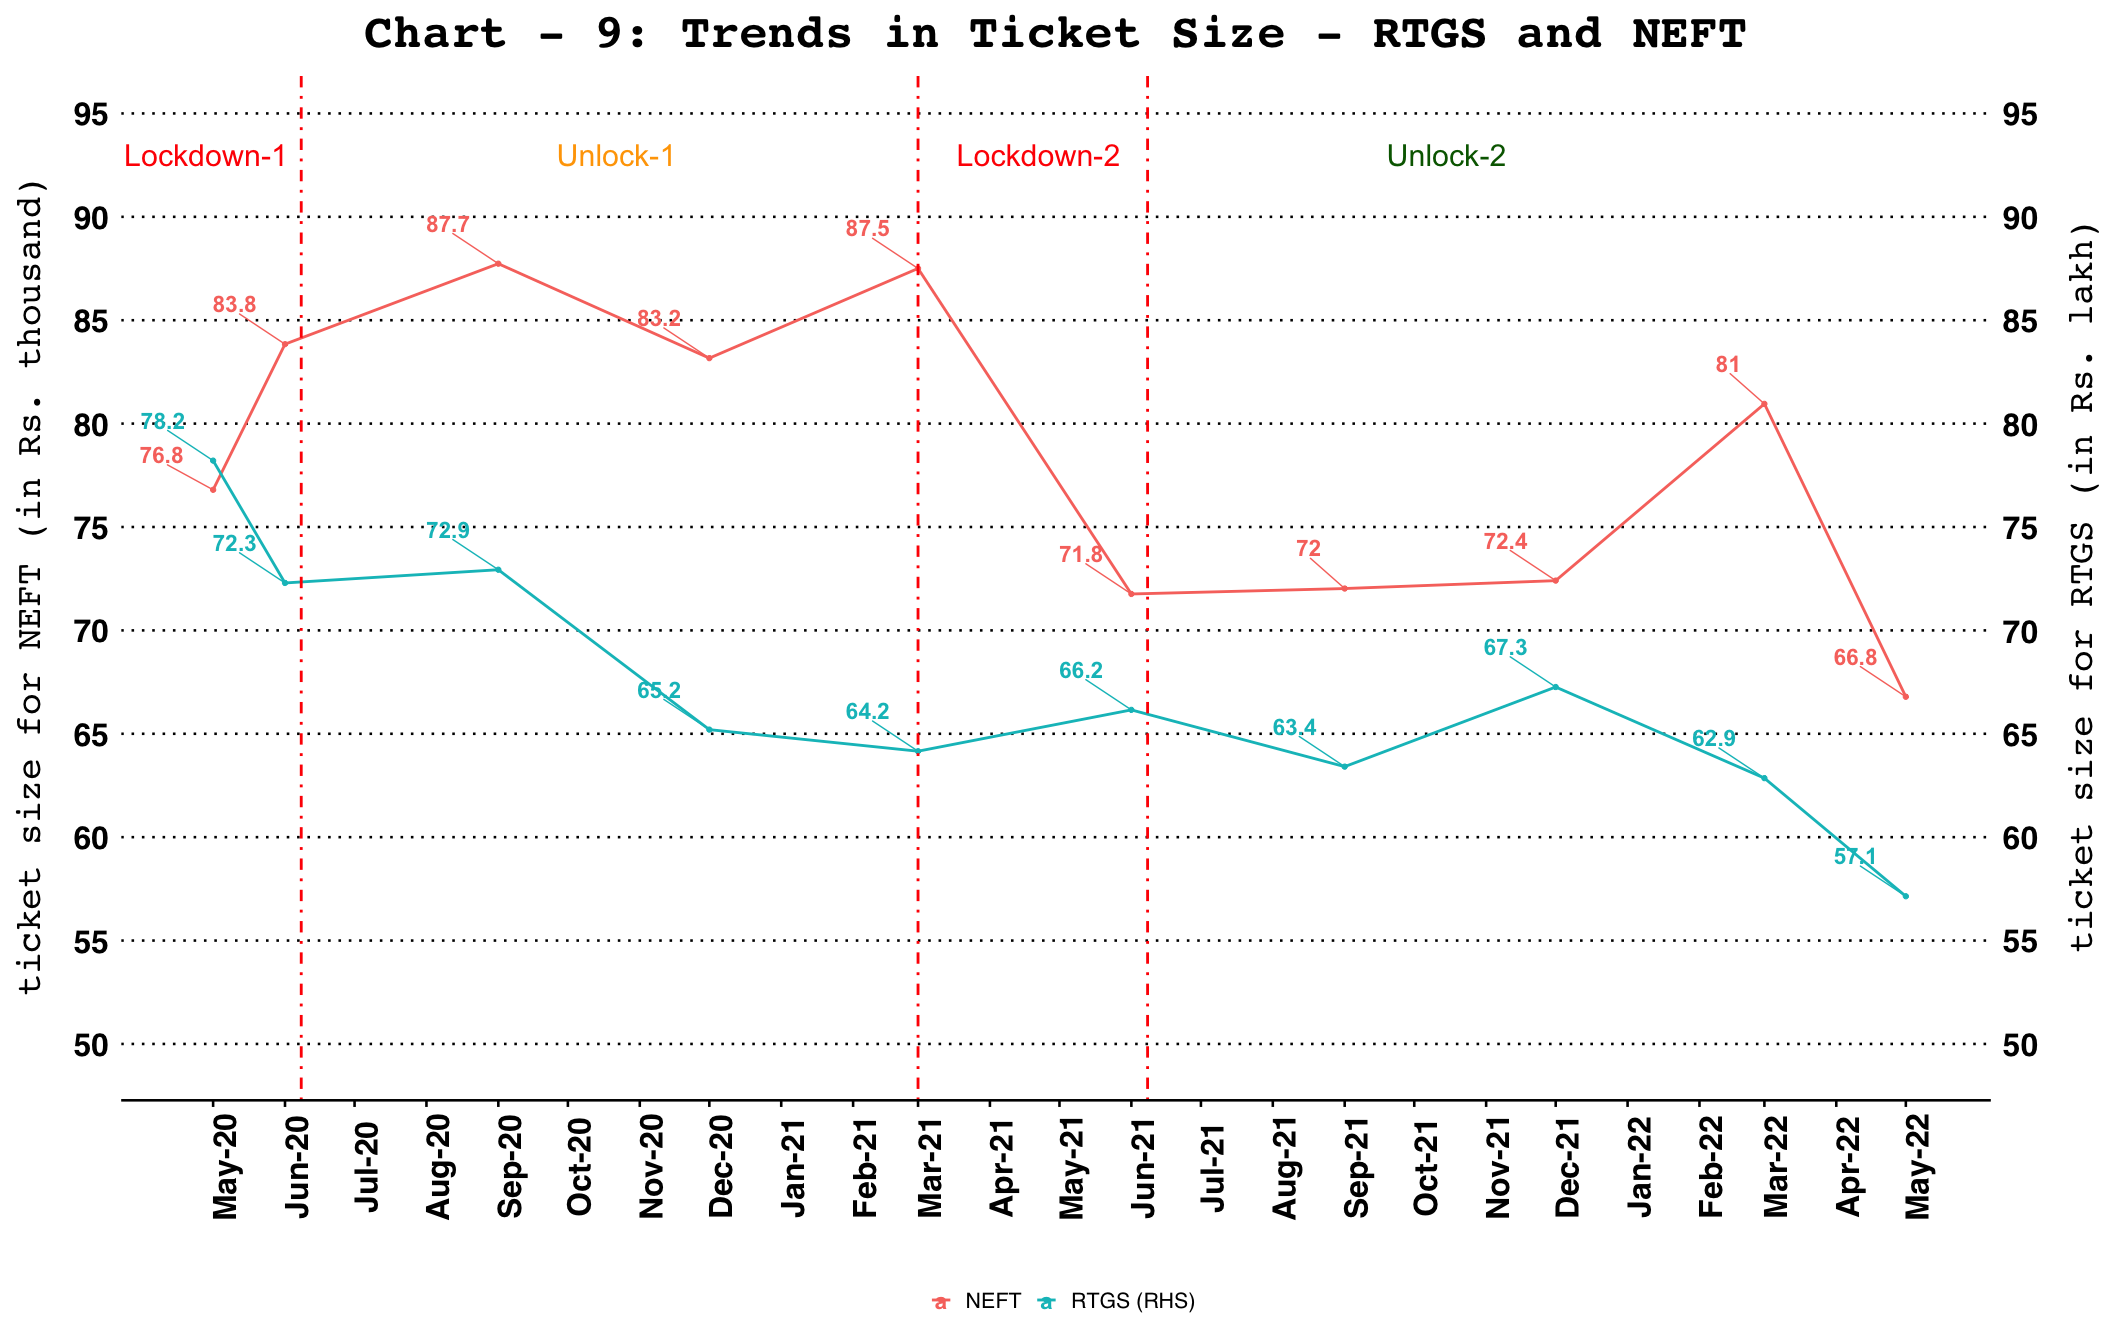 Chart - 9: Trends in Ticket Size - RTGS and NEFT
ticket size for NEFT (in Rs. thousand)
95
90
85
80
75
70
65
60
55
50
Lockdown-1
Unlock-1
Lockdown-2
Unlock-2
76.8
83.8
87.7
83.2
87.5
71.8
72
72.4
81
66.8
78.2
72.3
72.9
65.2
64.2
66.2
63.4
67.3
62.9
57.1
95
90
85
80
75
70
65
60
55
50
ticket size for RTGS (in Rs. lakh)
May-20
Jun-20
Jul-20
Aug-20
Sep-20
Oct-20
Nov-20
Dec-20
Jan-21
Feb-21
Mar-21
Apr-21
May-21
Jun-21
Jul-21
Aug-21
Sep-21
Oct-21
Nov-21
Dec-21
Jan-22
Feb-22
Mar-22
Apr-22
May-22
a NEFT a RTGS (RHS)